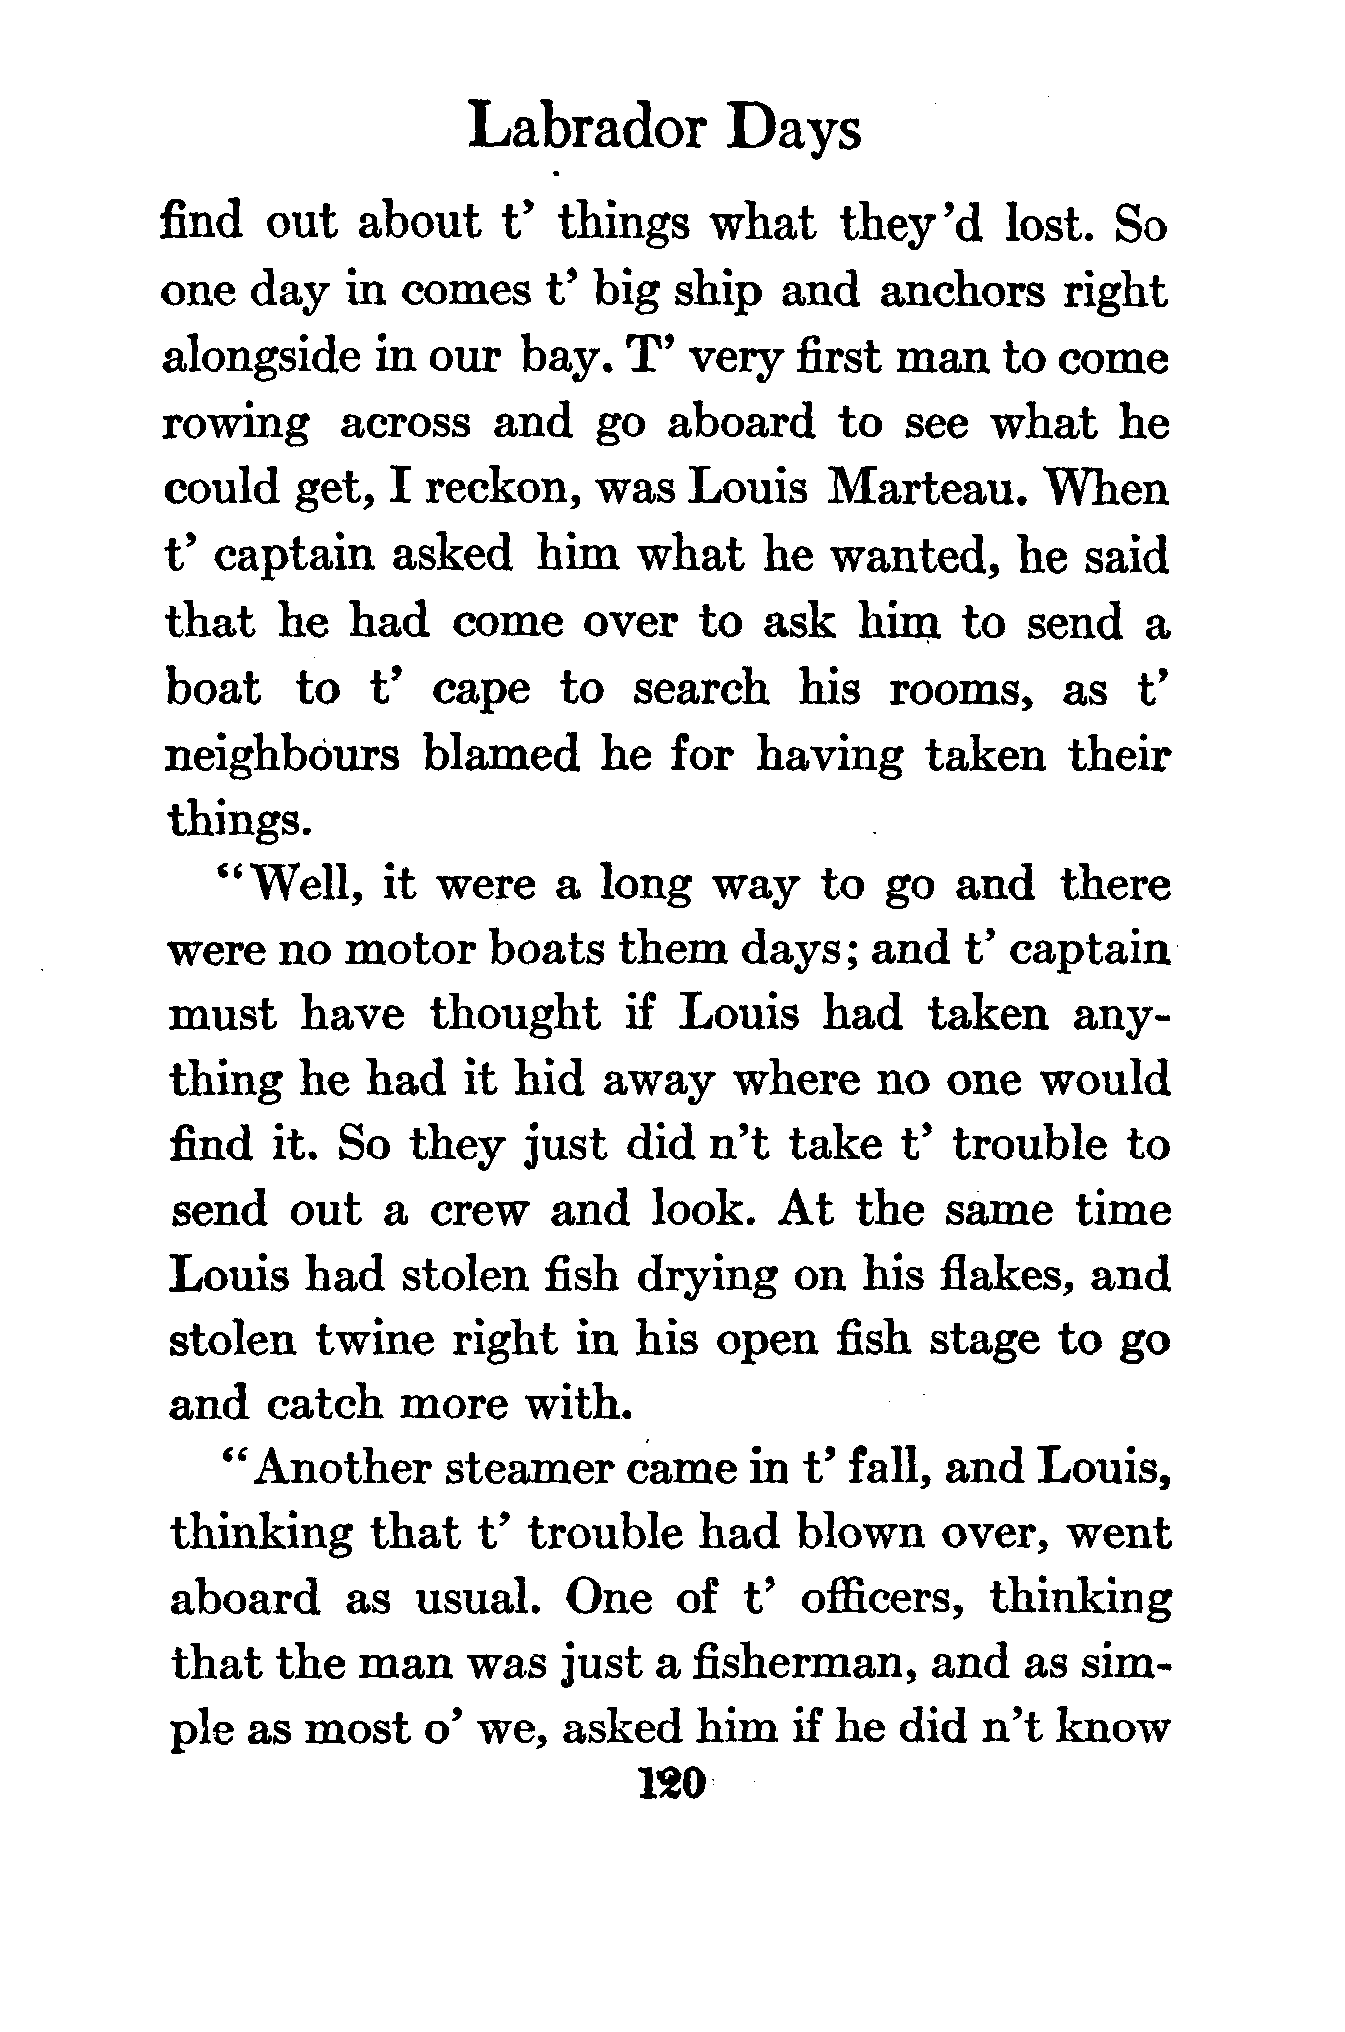 Labrador Days
find out about t' things what they'd lost. So
one day in comes t' big ship and anchors right
alongside in our bay. T' very first man to come
rowing across and go aboard to see what he
could get, I reckon, was Louis Marteau. When
t' captain asked him what he wanted, he said
that he had come over to ask him to send a
boat to t' cape to search his rooms, as t'
neighbours blamed he for having taken their
things.
“Well, it were a long way to go and there
were no motor boats them days; and t' captain
must have thought if Louis had taken any-
thing he had it hid away where no one would
find it. So they just did n't take t' trouble to
send out a crew and look. At the same time
Louis had stolen fish drying on his flakes, and
stolen twine right in his open fish stage to go
and catch more with.
“Another steamer came in t' fall, and Louis,
thinking that t' trouble had blown over, went
aboard as usual. One of t' officers, thinking
that the man was just a fisherman, and as sim-
ple as most o' we, asked him if he did n't know
120